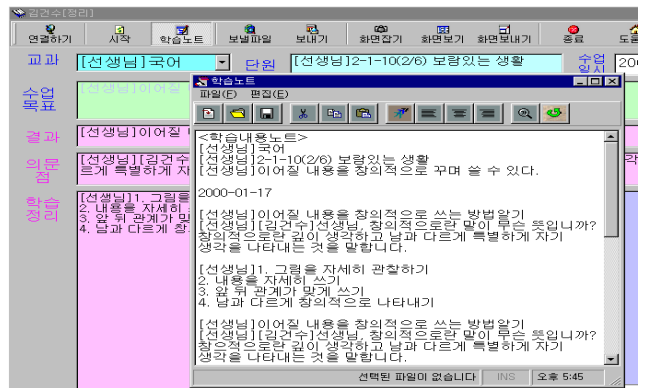 김건수[정리]
연결하기 시작 학습노트 보낼파일 보내기 화면잡기 화면보기 화면보내기 종료
교과 [선생님]국어 단원 [선생님]2-1-10(2/6) 보람있는 생활 수업일시 200
수업목표 [선생님]이어질
결과 [선생님]이어질
의문점 [선생님][김건수
르게 특별하게 자
학습정리 [선생님]1. 그림을
2. 내용을 자세히
3. 앞 뒤 관계가 맞
4. 남과 다르게 창
학습노트
파일(F) 편집(E)
<학습내용노트>
[선생님]국어
[선생님]2-1-10(2/6) 보람있는 생활
[선생님]이어질 내용을 창의적으로 꾸며 쓸 수 있다.
2000-01-17
[선생님]이어질 내용을 창의적으로 쓰는 방법알기
[선생님][김건수]선생님, 창의적으로란 말이 무슨 뜻입니까?
창의적으로란 깊이 생각하고 남과 다르게 특별하게 자기
생각을 나타내는 것을 말합니다.
[선생님]1. 그림을 자세히 관찰하기
2. 내용을 자세히 쓰기
3. 앞 뒤 관계가 맞게 쓰기
4. 남과 다르게 창의적으로 나타내기
[선생님]이어질 내용을 창의적으로 쓰는 방법알기
[선생님][김건수]선생님, 창의적으로란 말이 무슨 뜻입니까?
창으적으로란 깊이 생각하고 남과 다르게 특별하게 자기
생각을 나타내는 것을 말합니다.
선택된 파일이 없습니다 INS 오후 5:45